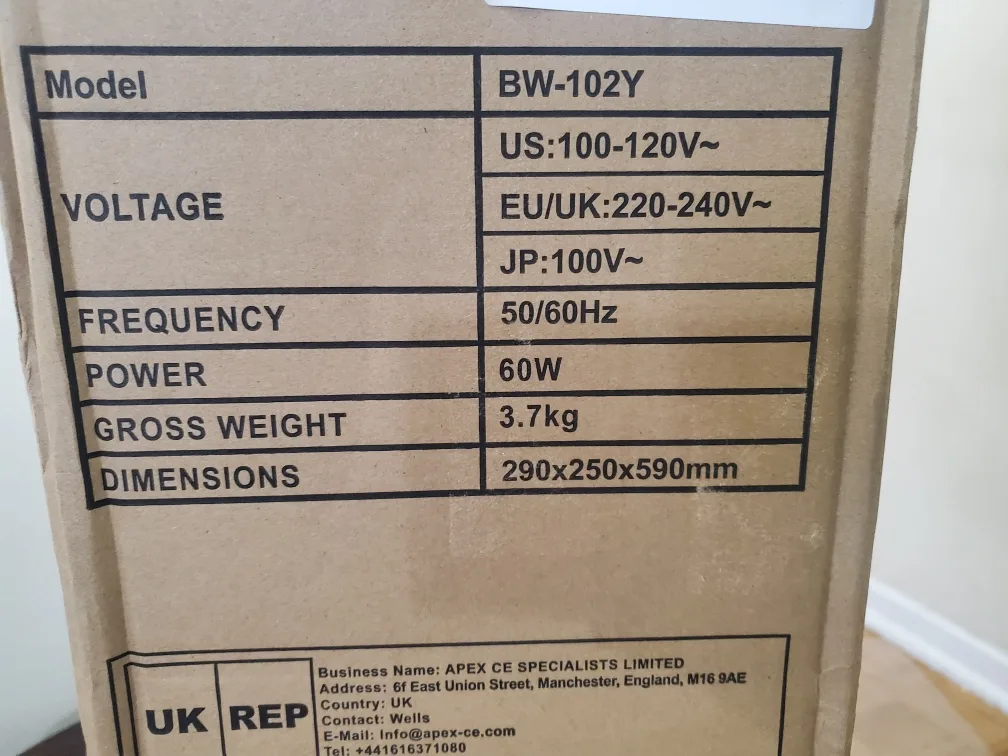 Model BW-102Y
VOLTAGE US:100-120V~
EU/UK:220-240V~
JP:100V~
FREQUENCY 50/60Hz
POWER 60W
GROSS WEIGHT 3.7kg
DIMENSIONS 290x250x590mm
UK REP
Business Name: APEX CE SPECIALISTS LIMITED
Address: 6f East Union Street, Manchester, England, M16 9AE
Country: UK
Contact: Wells
E-Mail: Info@apex-ce.com
Tel: +441616371080